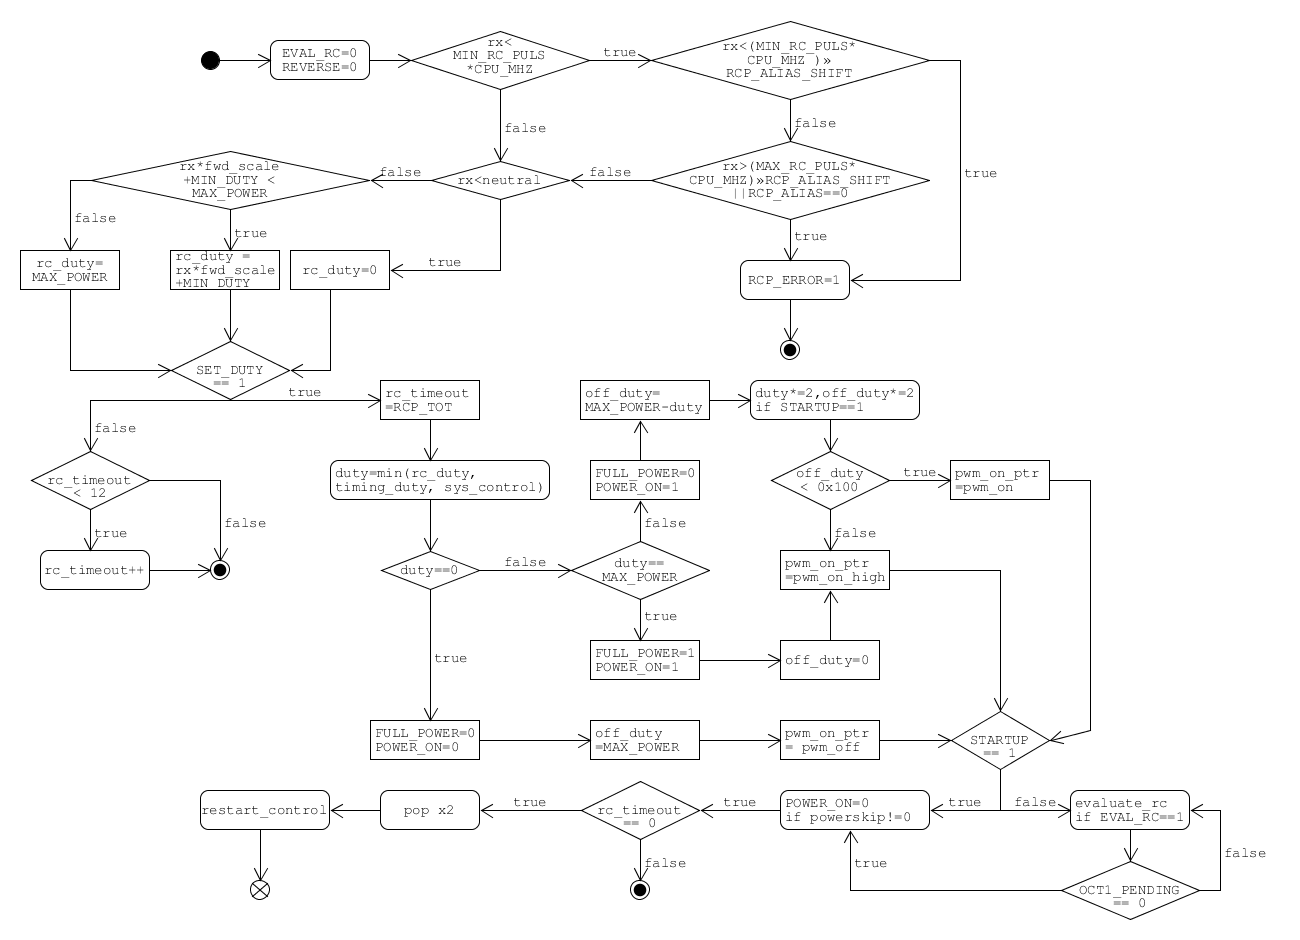 EVAL_RC=0
REVERSE=0
rx<
MIN_RC_PULS
*CPU_MHZ
true
rx<(MIN_RC_PULS*
CPU_MHZ )»
RCP_ALIAS_SHIFT
false
false
true
rx*fwd_scale
+MIN_DUTY <
MAX_POWER
false
rx<neutral
false
rx>(MAX_RC_PULS*
CPU_MHZ)»RCP_ALIAS_SHIFT
||RCP_ALIAS==0
false
true
true
rc_duty=
MAX_POWER
rc_duty =
rx*fwd_scale
+MIN_DUTY
rc_duty=0
true
RCP_ERROR=1
SET_DUTY
== 1
true
false
rc_timeout
=RCP_TOT
off_duty=
MAX_POWER-duty
duty*=2,off_duty*=2
if STARTUP==1
rc_timeout
< 12
false
true
rc_timeout++
duty=min(rc_duty,
timing_duty, sys_control)
FULL_POWER=0
POWER_ON=1
off_duty
< 0x100
true
pwm_on_ptr
=pwm_on
false
false
duty==0
false
duty==
MAX_POWER
pwm_on_ptr
=pwm_on_high
true
true
FULL_POWER=1
POWER_ON=1
off_duty=0
FULL_POWER=0
POWER_ON=0
off_duty
=MAX_POWER
pwm_on_ptr
= pwm_off
STARTUP
== 1
restart_control
pop x2
true
rc_timeout
== 0
true
POWER_ON=0
if powerskip!=0
true
false
evaluate_rc
if EVAL_RC==1
false
true
false
OCT1_PENDING
== 0